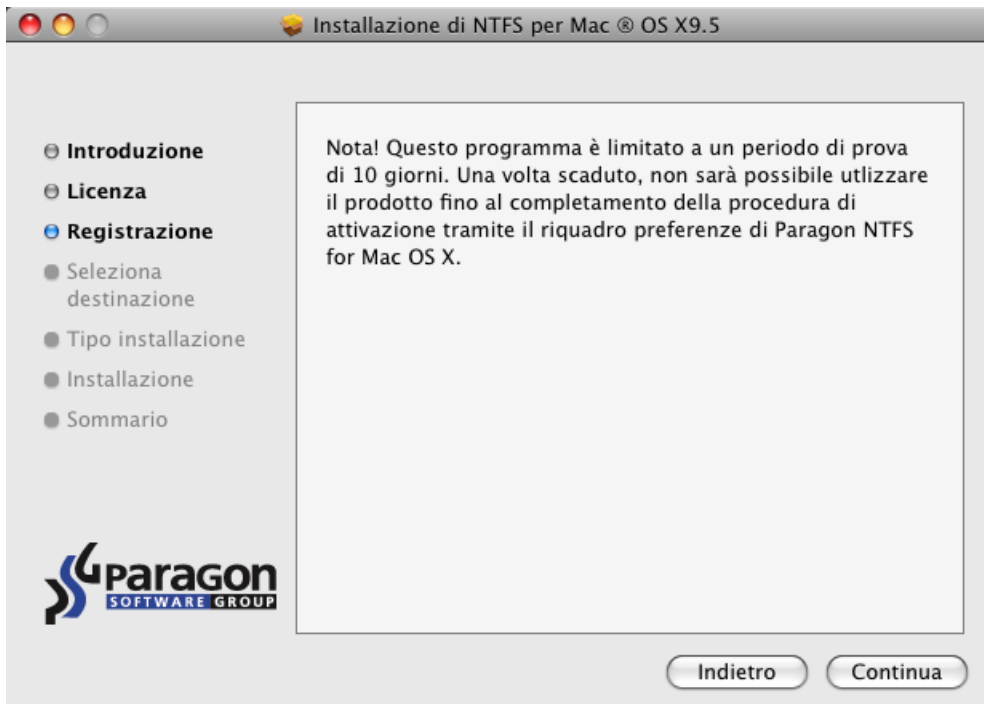 Installazione di NTFS per Mac ® OS X9.5
Introduzione
Licenza
Registrazione
Seleziona
destinazione
Tipo installazione
Installazione
Sommario
Nota! Questo programma è limitato a un periodo di prova
di 10 giorni. Una volta scaduto, non sarà possibile utlizzare
il prodotto fino al completamento della procedura di
attivazione tramite il riquadro preferenze di Paragon NTFS
for Mac OS X.
Paragon
SOFTWARE GROUP
Indietro
Continua